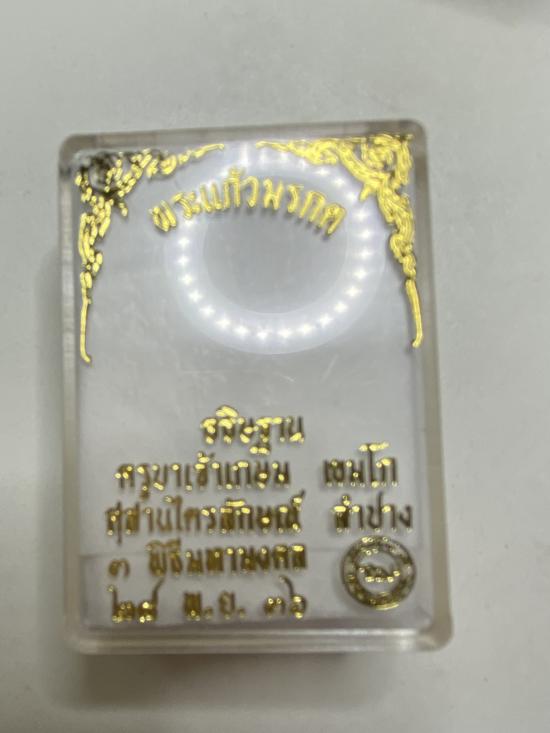 พระแก้วมรกต
อธิษฐาน
ครูบาเจ้าเกษม เขมโก
สุสานไตรลักษณ์ ลำปาง
๓ พิธีมหามงคล
๒๘ พ.ย. ๓๖